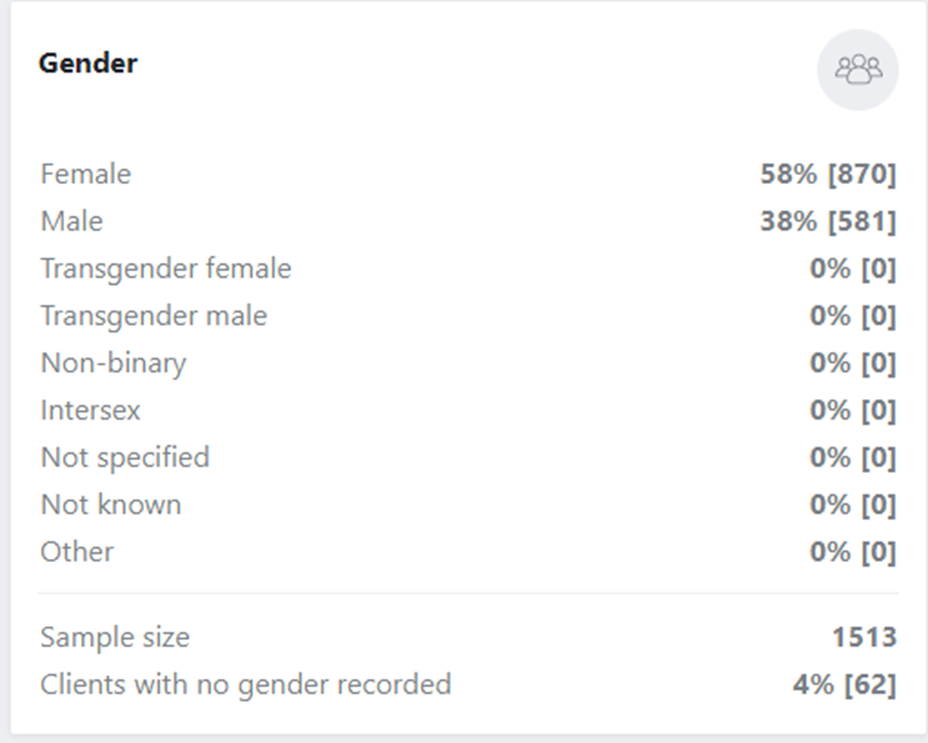 Gender
Female 58% [870]
Male 38% [581]
Transgender female 0% [0]
Transgender male 0% [0]
Non-binary 0% [0]
Intersex 0% [0]
Not specified 0% [0]
Not known 0% [0]
Other 0% [0]
Sample size 1513
Clients with no gender recorded 4% [62]